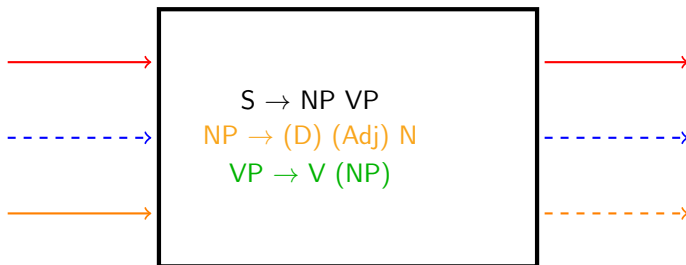 S → NP VP
NP → (D) (Adj) N
VP → V (NP)